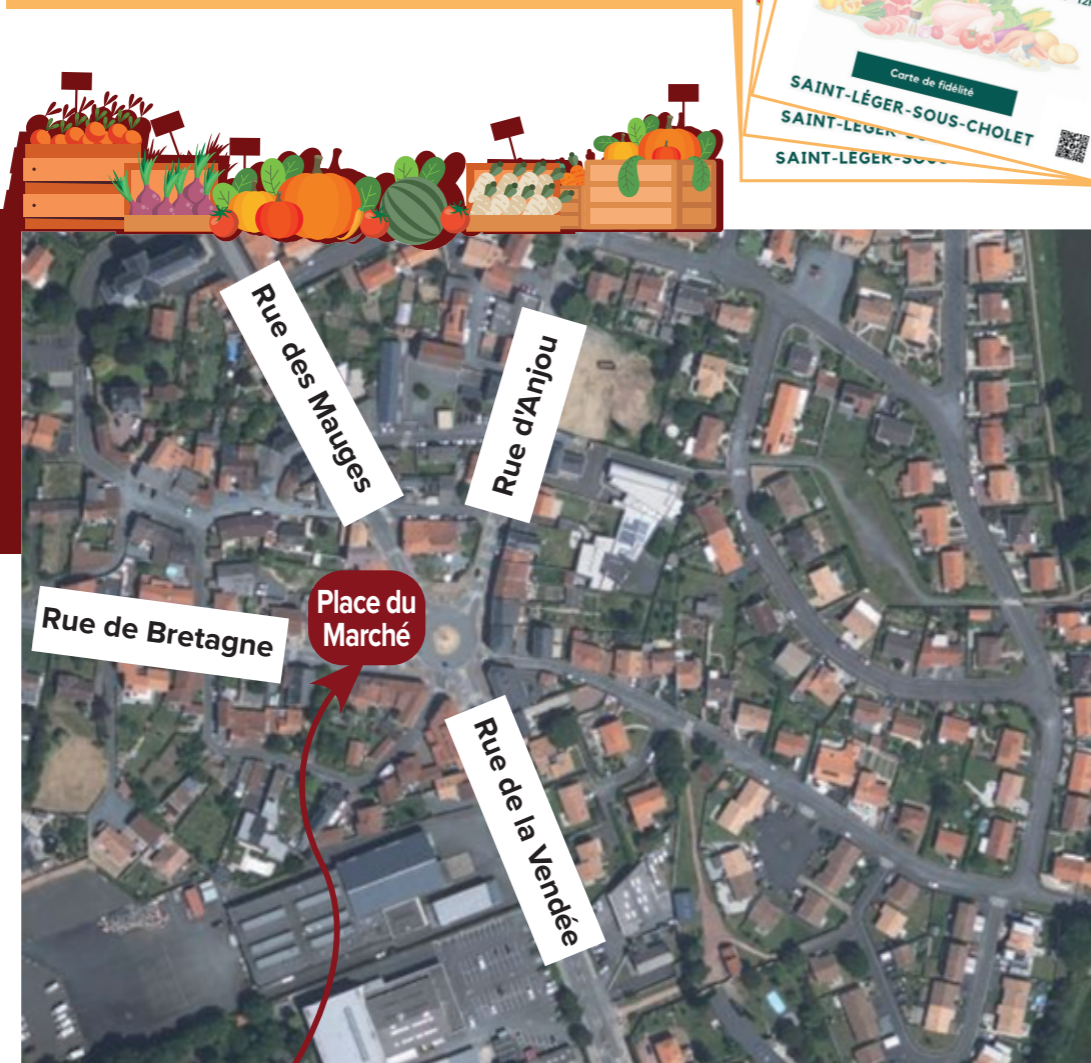 Carte de fidélité
SAINT-LÉGER-SOUS-CHOLET
Rue des Mauges
Rue d'Anjou
Rue de Bretagne
Place du
Marché
Rue de la Vendée